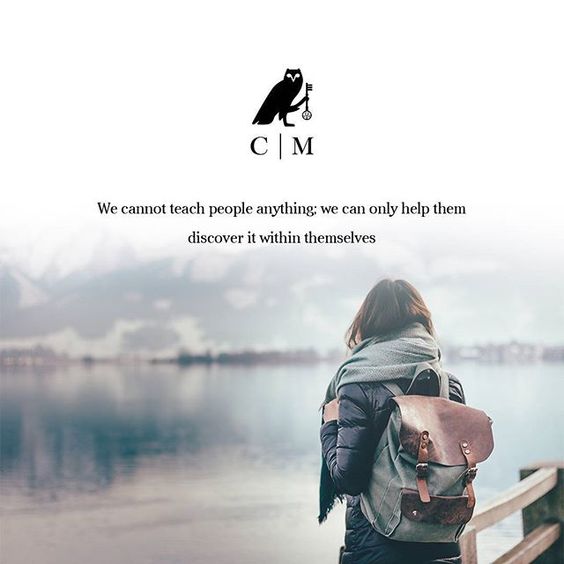 C | M
We cannot teach people anything; we can only help them
discover it within themselves